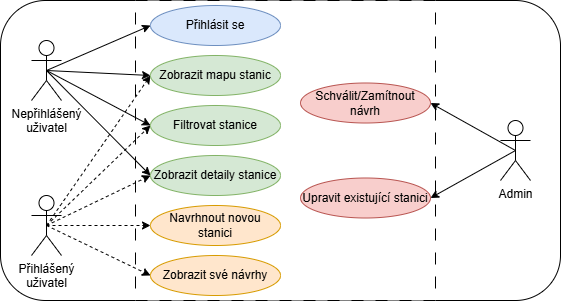 Přihlásit se
Zobrazit mapu stanic
Nepřihlášený
uživatel
Filtrovat stanice
Zobrazit detaily stanice
Navrhnout novou
stanici
Přihlášený
uživatel
Zobrazit své návrhy
Schválit/Zamítnout
návrh
Upravit existující stanici
Admin